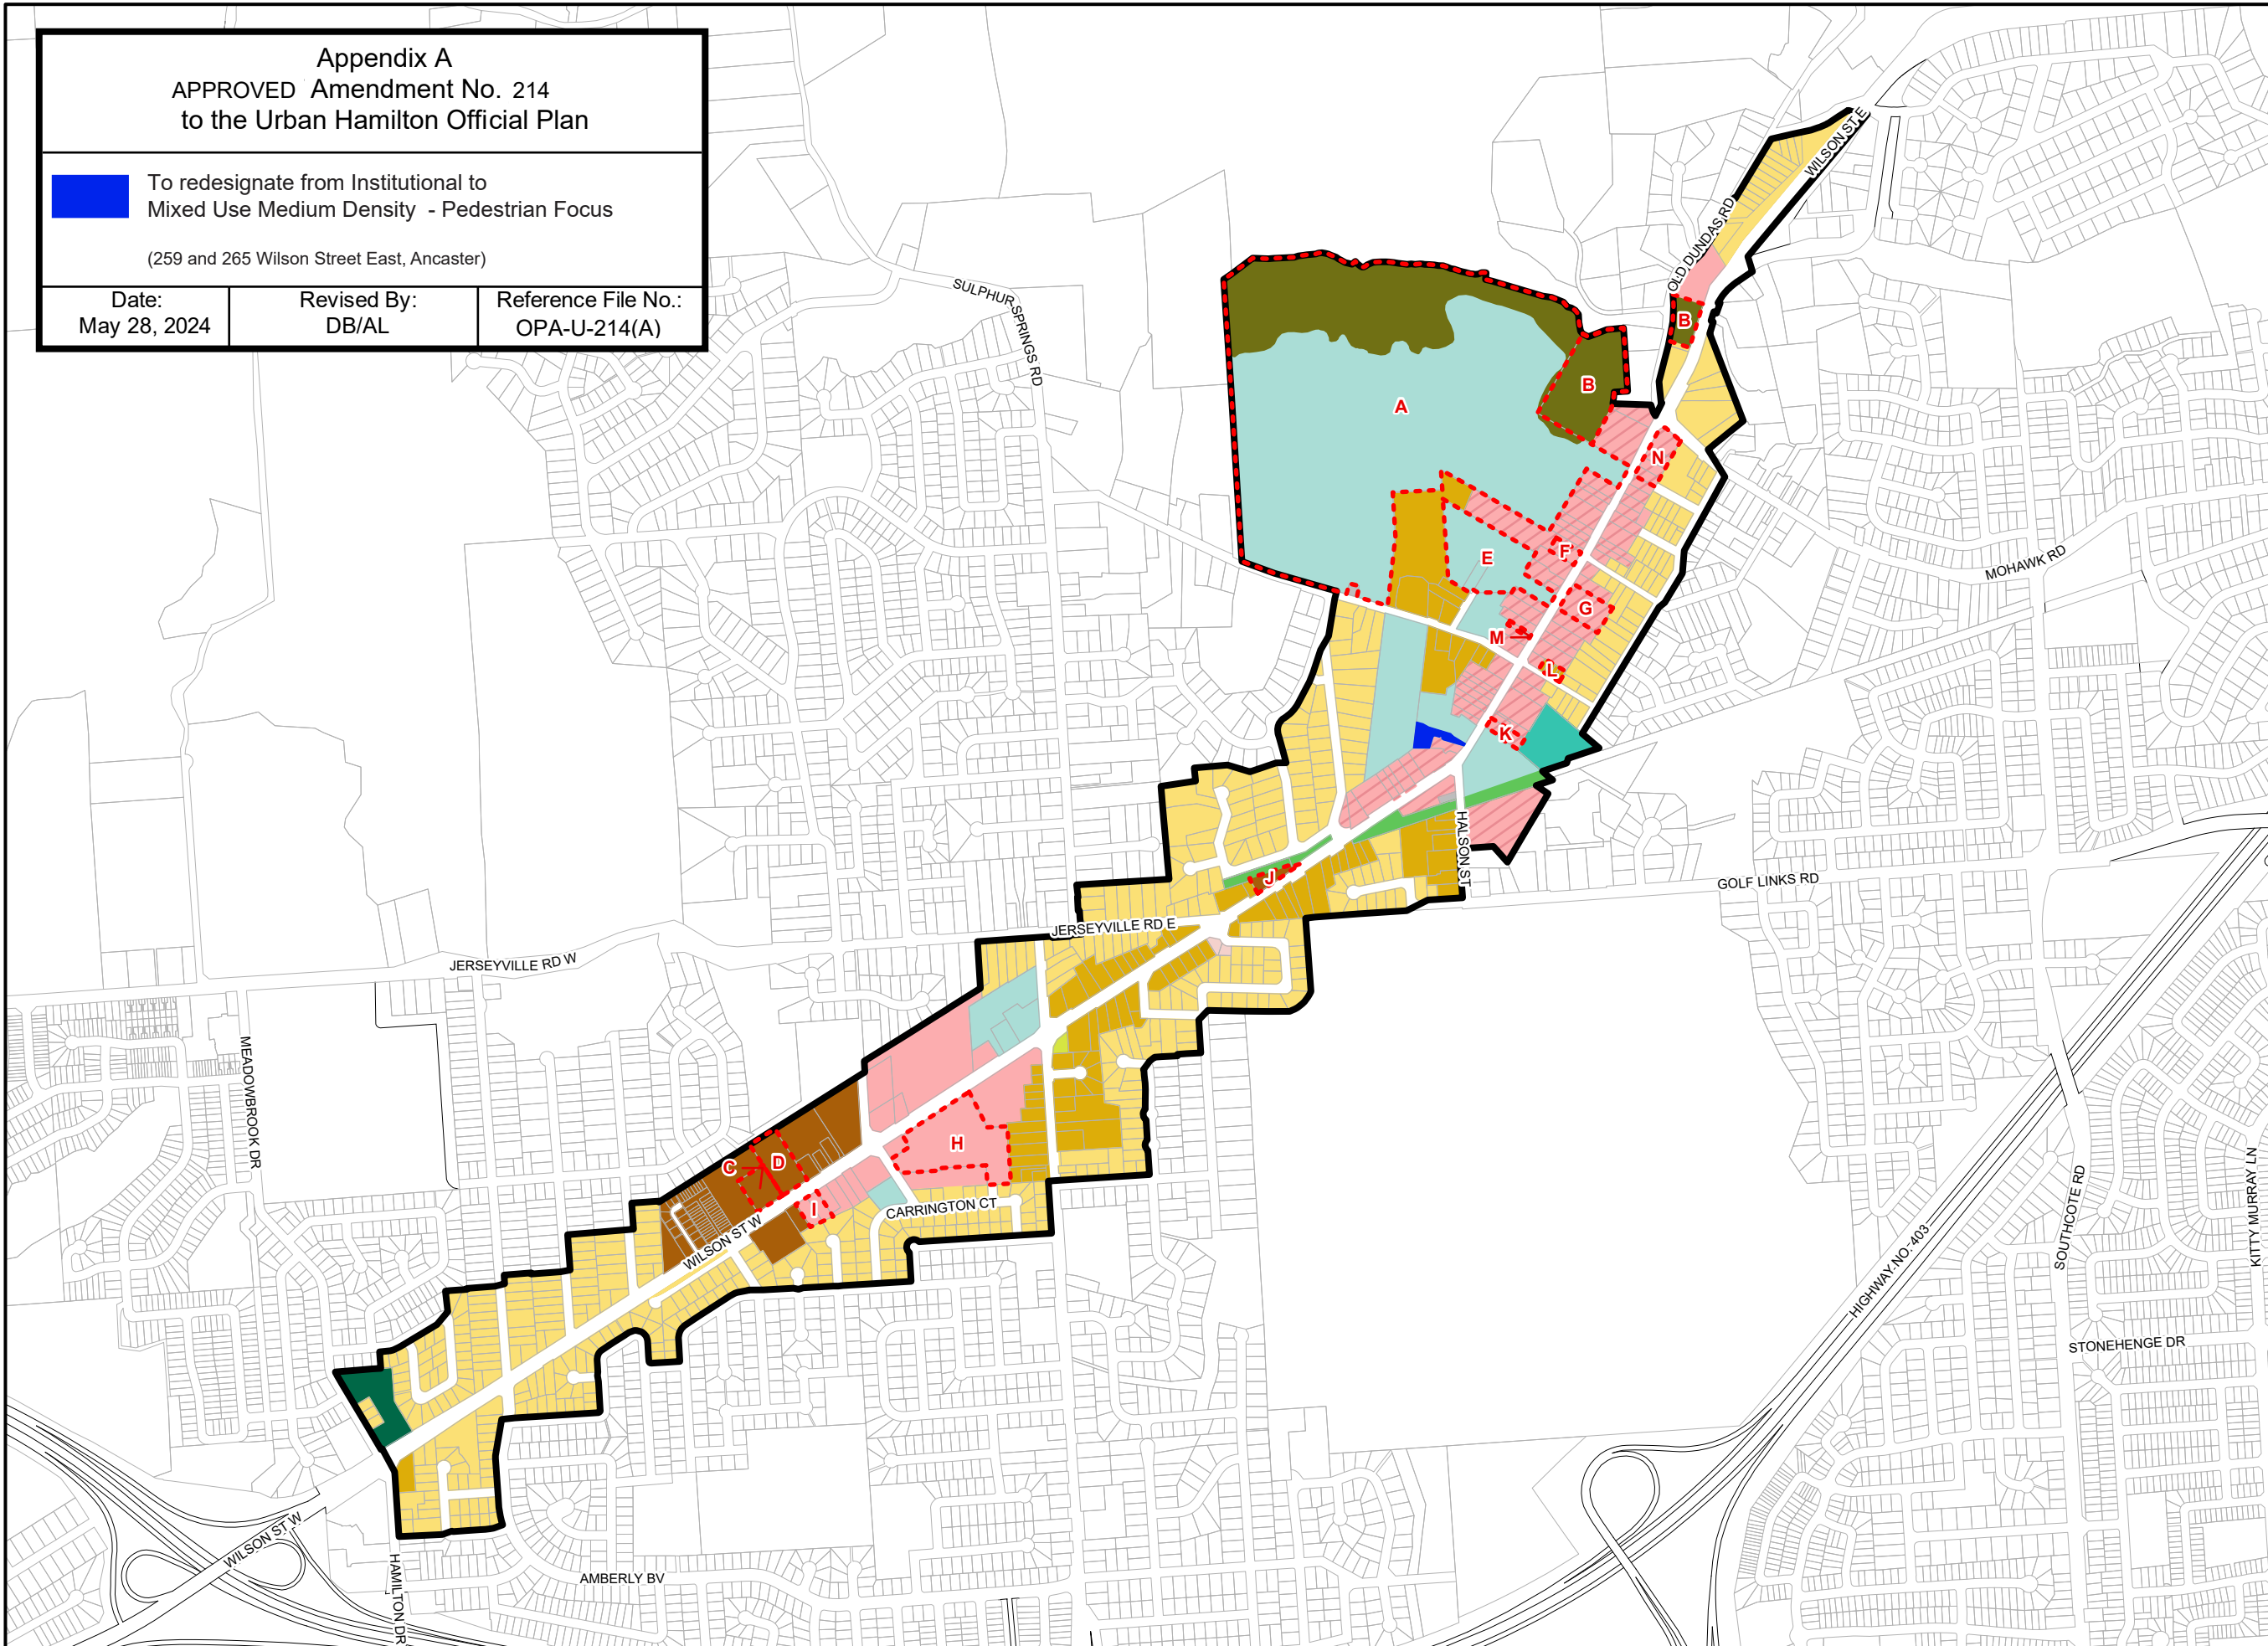 Appendix A
APPROVED Amendment No. 214
to the Urban Hamilton Official Plan
To redesignate from Institutional to
Mixed Use Medium Density - Pedestrian Focus
(259 and 265 Wilson Street East, Ancaster)
Date:
May 28, 2024
Revised By:
DB/AL
Reference File No.:
OPA-U-214(A)
WILSON ST E
OLD DUNDAS RD
SULPHUR SPRINGS RD
B
B
A
N
F
E
MOHAWK RD
G
M
L
K
HALSON ST
J
GOLF LINKS RD
JERSEYVILLE RD E
JERSEYVILLE RD W
MEADOWBROOK DR
H
C
D
I
CARRINGTON CT
WILSON ST W
SOUTHCOTE RD
KITTY MURRAY LN
HIGHWAY NO. 403
STONEHENGE DR
WILSON ST W
HAMILTON DR
AMBERLY BV